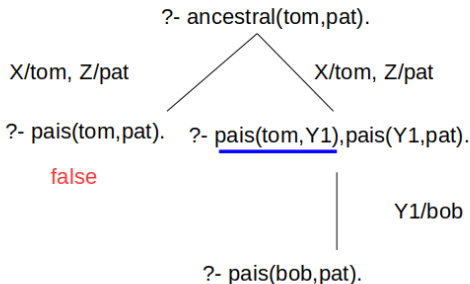 ?- ancestral(tom,pat).
X/tom, Z/pat
X/tom, Z/pat
?- pais(tom,pat).
?- pais(tom,Y1),pais(Y1,pat).
false
Y1/bob
?- pais(bob,pat).